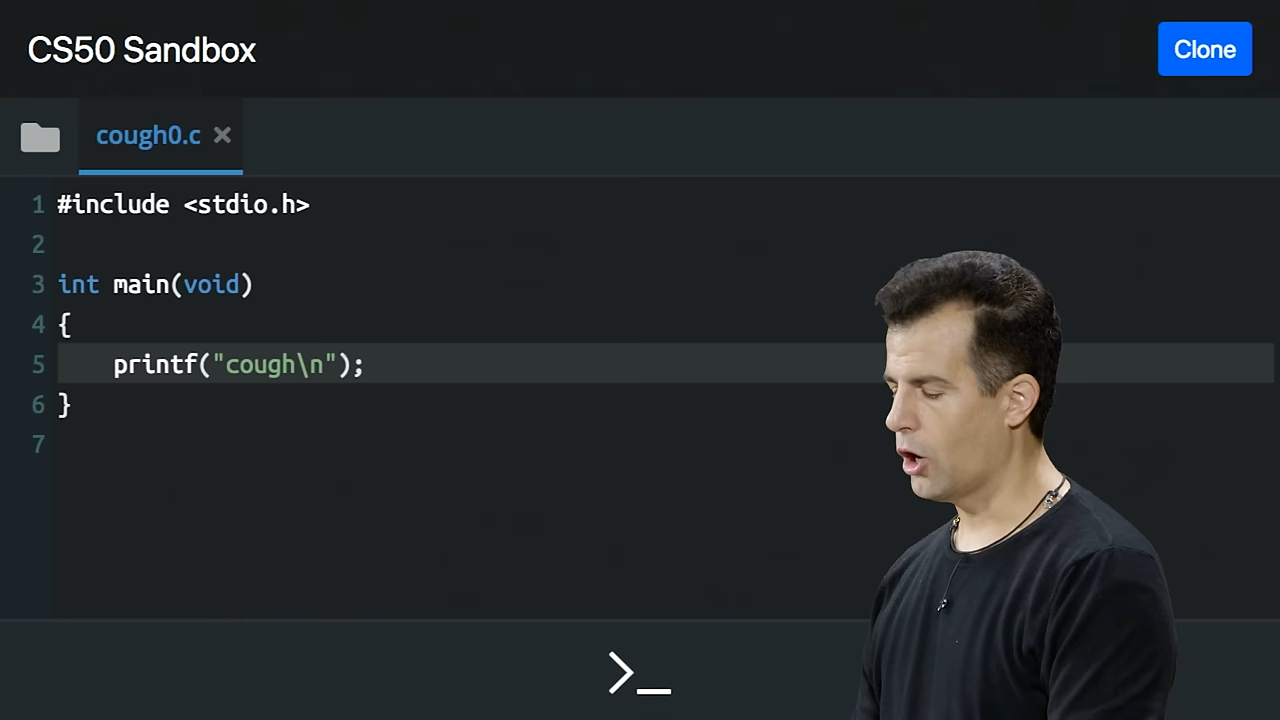 CS50 Sandbox
Clone
cough0.c ×
1 #include <stdio.h>
2
3 int main(void)
4 {
5     printf("cough\n");
6 }
7
>_